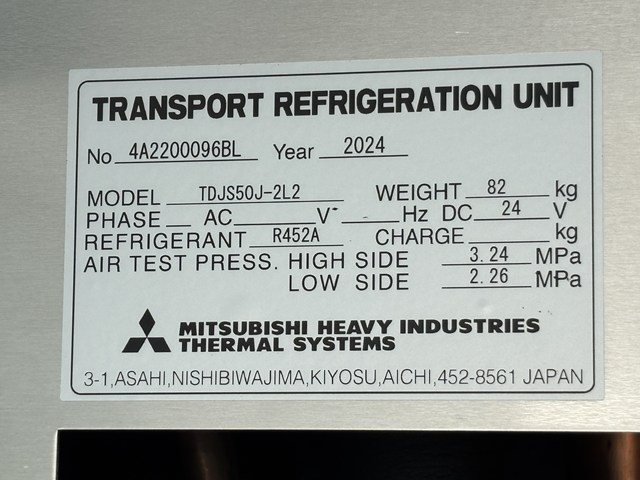 TRANSPORT REFRIGERATION UNIT
No 4A2200096BL Year 2024
MODEL TDJS50J-2L2 WEIGHT 82 kg
PHASE AC V- Hz DC 24 V
REFRIGERANT R452A CHARGE kg
AIR TEST PRESS. HIGH SIDE 3.24 MPa
LOW SIDE 2.26 MPa
MITSUBISHI HEAVY INDUSTRIES
THERMAL SYSTEMS
3-1,ASAHI,NISHIBIWAJIMA,KIYOSU,AICHI,452-8561 JAPAN